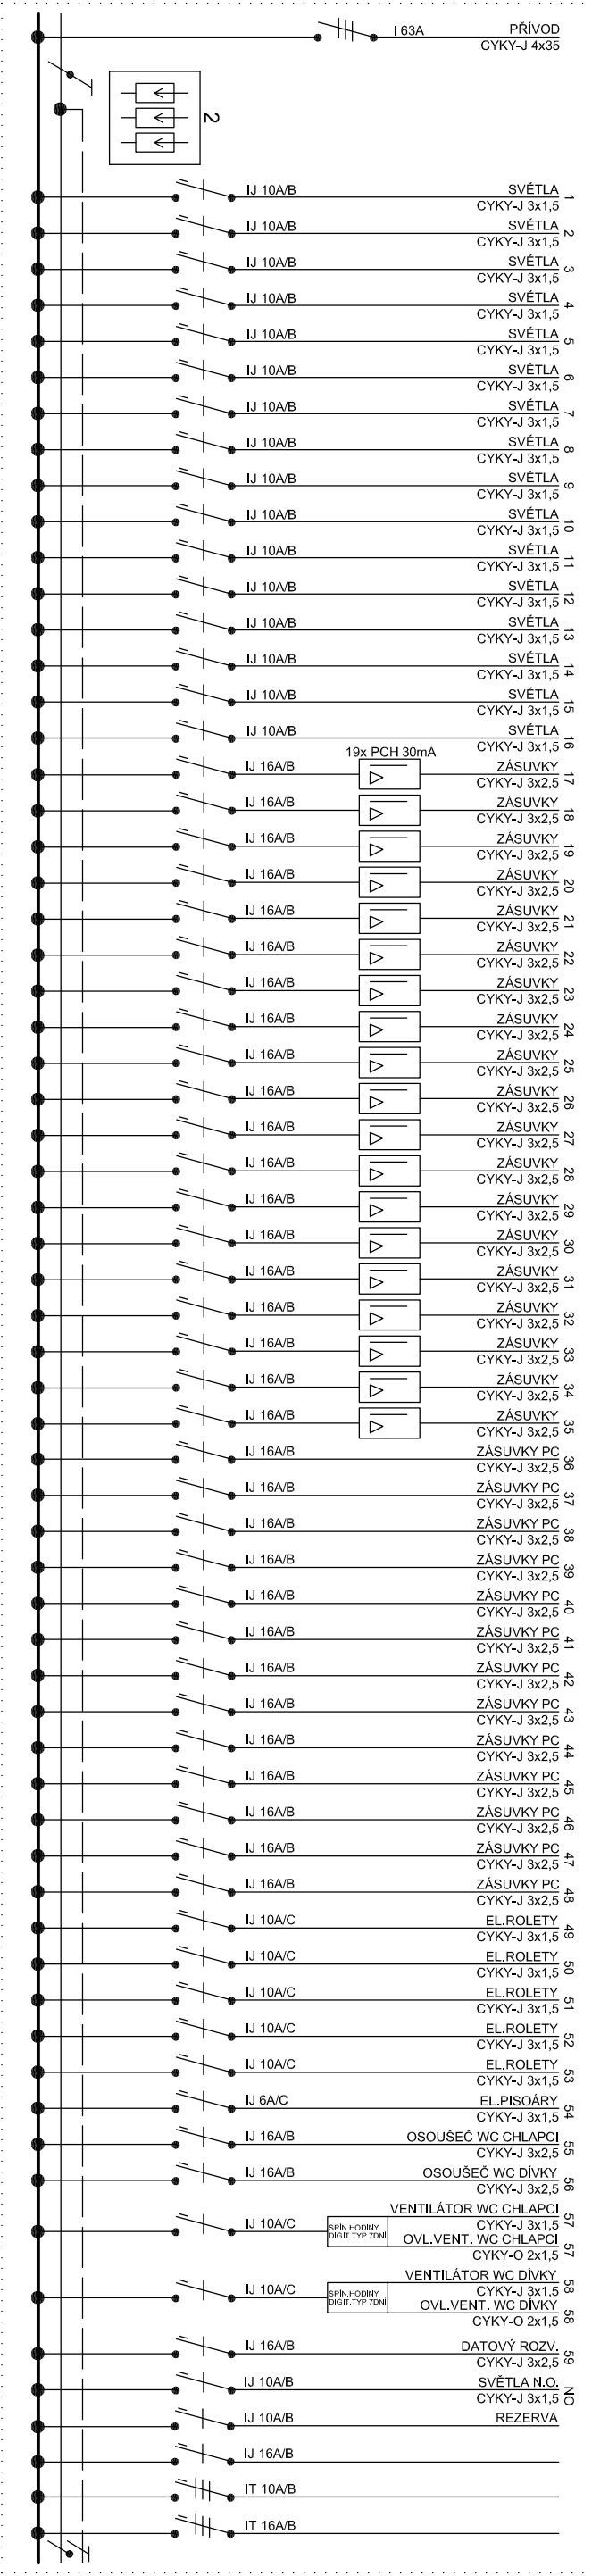 I 63A PŘÍVOD
CYKY-J 4x35
2
IJ 10A/B SVĚTLA 1
CYKY-J 3x1,5
IJ 10A/B SVĚTLA 2
CYKY-J 3x1,5
IJ 10A/B SVĚTLA 3
CYKY-J 3x1,5
IJ 10A/B SVĚTLA 4
CYKY-J 3x1,5
IJ 10A/B SVĚTLA 5
CYKY-J 3x1,5
IJ 10A/B SVĚTLA 6
CYKY-J 3x1,5
IJ 10A/B SVĚTLA 7
CYKY-J 3x1,5
IJ 10A/B SVĚTLA 8
CYKY-J 3x1,5
IJ 10A/B SVĚTLA 9
CYKY-J 3x1,5
IJ 10A/B SVĚTLA 10
CYKY-J 3x1,5
IJ 10A/B SVĚTLA 11
CYKY-J 3x1,5
IJ 10A/B SVĚTLA 12
CYKY-J 3x1,5
IJ 10A/B SVĚTLA 13
CYKY-J 3x1,5
IJ 10A/B SVĚTLA 14
CYKY-J 3x1,5
IJ 10A/B SVĚTLA 15
CYKY-J 3x1,5
IJ 10A/B SVĚTLA 16
CYKY-J 3x1,5
19x PCH 30mA
IJ 16A/B ZÁSUVKY 17
CYKY-J 3x2,5
IJ 16A/B ZÁSUVKY 18
CYKY-J 3x2,5
IJ 16A/B ZÁSUVKY 19
CYKY-J 3x2,5
IJ 16A/B ZÁSUVKY 20
CYKY-J 3x2,5
IJ 16A/B ZÁSUVKY 21
CYKY-J 3x2,5
IJ 16A/B ZÁSUVKY 22
CYKY-J 3x2,5
IJ 16A/B ZÁSUVKY 23
CYKY-J 3x2,5
IJ 16A/B ZÁSUVKY 24
CYKY-J 3x2,5
IJ 16A/B ZÁSUVKY 25
CYKY-J 3x2,5
IJ 16A/B ZÁSUVKY 26
CYKY-J 3x2,5
IJ 16A/B ZÁSUVKY 27
CYKY-J 3x2,5
IJ 16A/B ZÁSUVKY 28
CYKY-J 3x2,5
IJ 16A/B ZÁSUVKY 29
CYKY-J 3x2,5
IJ 16A/B ZÁSUVKY 30
CYKY-J 3x2,5
IJ 16A/B ZÁSUVKY 31
CYKY-J 3x2,5
IJ 16A/B ZÁSUVKY 32
CYKY-J 3x2,5
IJ 16A/B ZÁSUVKY 33
CYKY-J 3x2,5
IJ 16A/B ZÁSUVKY 34
CYKY-J 3x2,5
IJ 16A/B ZÁSUVKY 35
CYKY-J 3x2,5
IJ 16A/B ZÁSUVKY PC 36
CYKY-J 3x2,5
IJ 16A/B ZÁSUVKY PC 37
CYKY-J 3x2,5
IJ 16A/B ZÁSUVKY PC 38
CYKY-J 3x2,5
IJ 16A/B ZÁSUVKY PC 39
CYKY-J 3x2,5
IJ 16A/B ZÁSUVKY PC 40
CYKY-J 3x2,5
IJ 16A/B ZÁSUVKY PC 41
CYKY-J 3x2,5
IJ 16A/B ZÁSUVKY PC 42
CYKY-J 3x2,5
IJ 16A/B ZÁSUVKY PC 43
CYKY-J 3x2,5
IJ 16A/B ZÁSUVKY PC 44
CYKY-J 3x2,5
IJ 16A/B ZÁSUVKY PC 45
CYKY-J 3x2,5
IJ 16A/B ZÁSUVKY PC 46
CYKY-J 3x2,5
IJ 16A/B ZÁSUVKY PC 47
CYKY-J 3x2,5
IJ 16A/B ZÁSUVKY PC 48
CYKY-J 3x2,5
IJ 10A/C EL.ROLETY 49
CYKY-J 3x1,5
IJ 10A/C EL.ROLETY 50
CYKY-J 3x1,5
IJ 10A/C EL.ROLETY 51
CYKY-J 3x1,5
IJ 10A/C EL.ROLETY 52
CYKY-J 3x1,5
IJ 10A/C EL.ROLETY 53
CYKY-J 3x1,5
IJ 6A/C EL.PISOÁRY 54
CYKY-J 3x1,5
IJ 16A/B OSOUŠEČ WC CHLAPCI 55
CYKY-J 3x2,5
IJ 16A/B OSOUŠEČ WC DÍVKY 56
CYKY-J 3x2,5
VENTILÁTOR WC CHLAPCI 57
IJ 10A/C SPÍN.HODINY CYKY-J 3x1,5
DIGIT.TYP 7DNÍ OVL.VENT. WC CHLAPCI 57
CYKY-O 2x1,5
VENTILÁTOR WC DÍVKY 58
IJ 10A/C SPÍN.HODINY CYKY-J 3x1,5
DIGIT.TYP 7DNÍ OVL.VENT. WC DÍVKY 58
CYKY-O 2x1,5
IJ 16A/B DATOVÝ ROZV. 59
CYKY-J 3x2,5
IJ 10A/B SVĚTLA N.O. NO
CYKY-J 3x1,5
IJ 10A/B REZERVA
IJ 16A/B
IT 10A/B
IT 16A/B